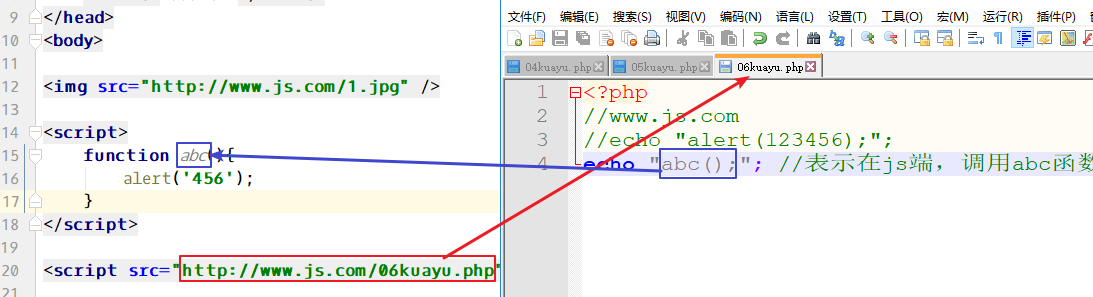 9 </head>
10 <body>
11
12 <img src="http://www.js.com/1.jpg" />
13
14 <script>
15 function abc(){
16 alert('456');
17 }
18 </script>
19
20 <script src="http://www.js.com/06kuayu.php"
21
文件(F) 编辑(E) 搜索(S) 视图(V) 编码(N) 语言(L) 设置(T) 工具(O) 宏(M) 运行(R) 插件(P)
04kuayu.php 05kuayu.php 06kuayu.php
1 <?php
2 //www.js.com
3 //echo "alert(123456);";
4 echo "abc();"; //表示在js端，调用abc函数